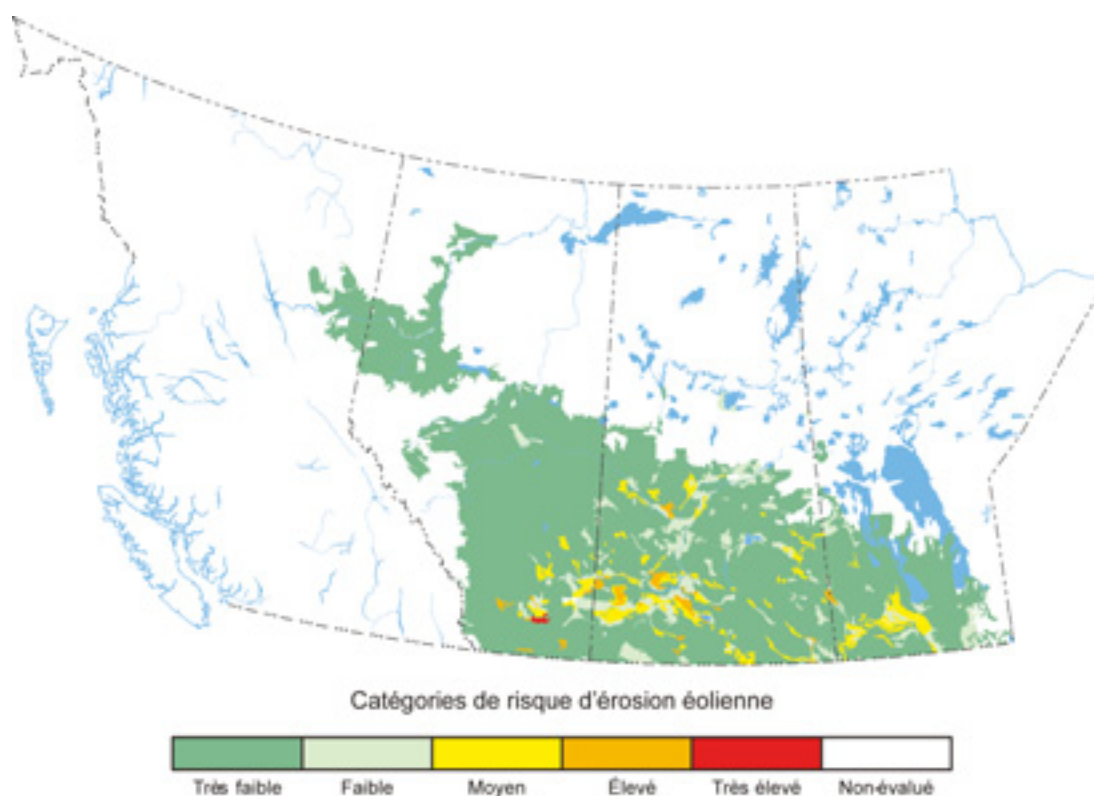 Catégories de risque d'érosion éolienne
Très faible Faible Moyen Élevé Très élevé Non-évalué